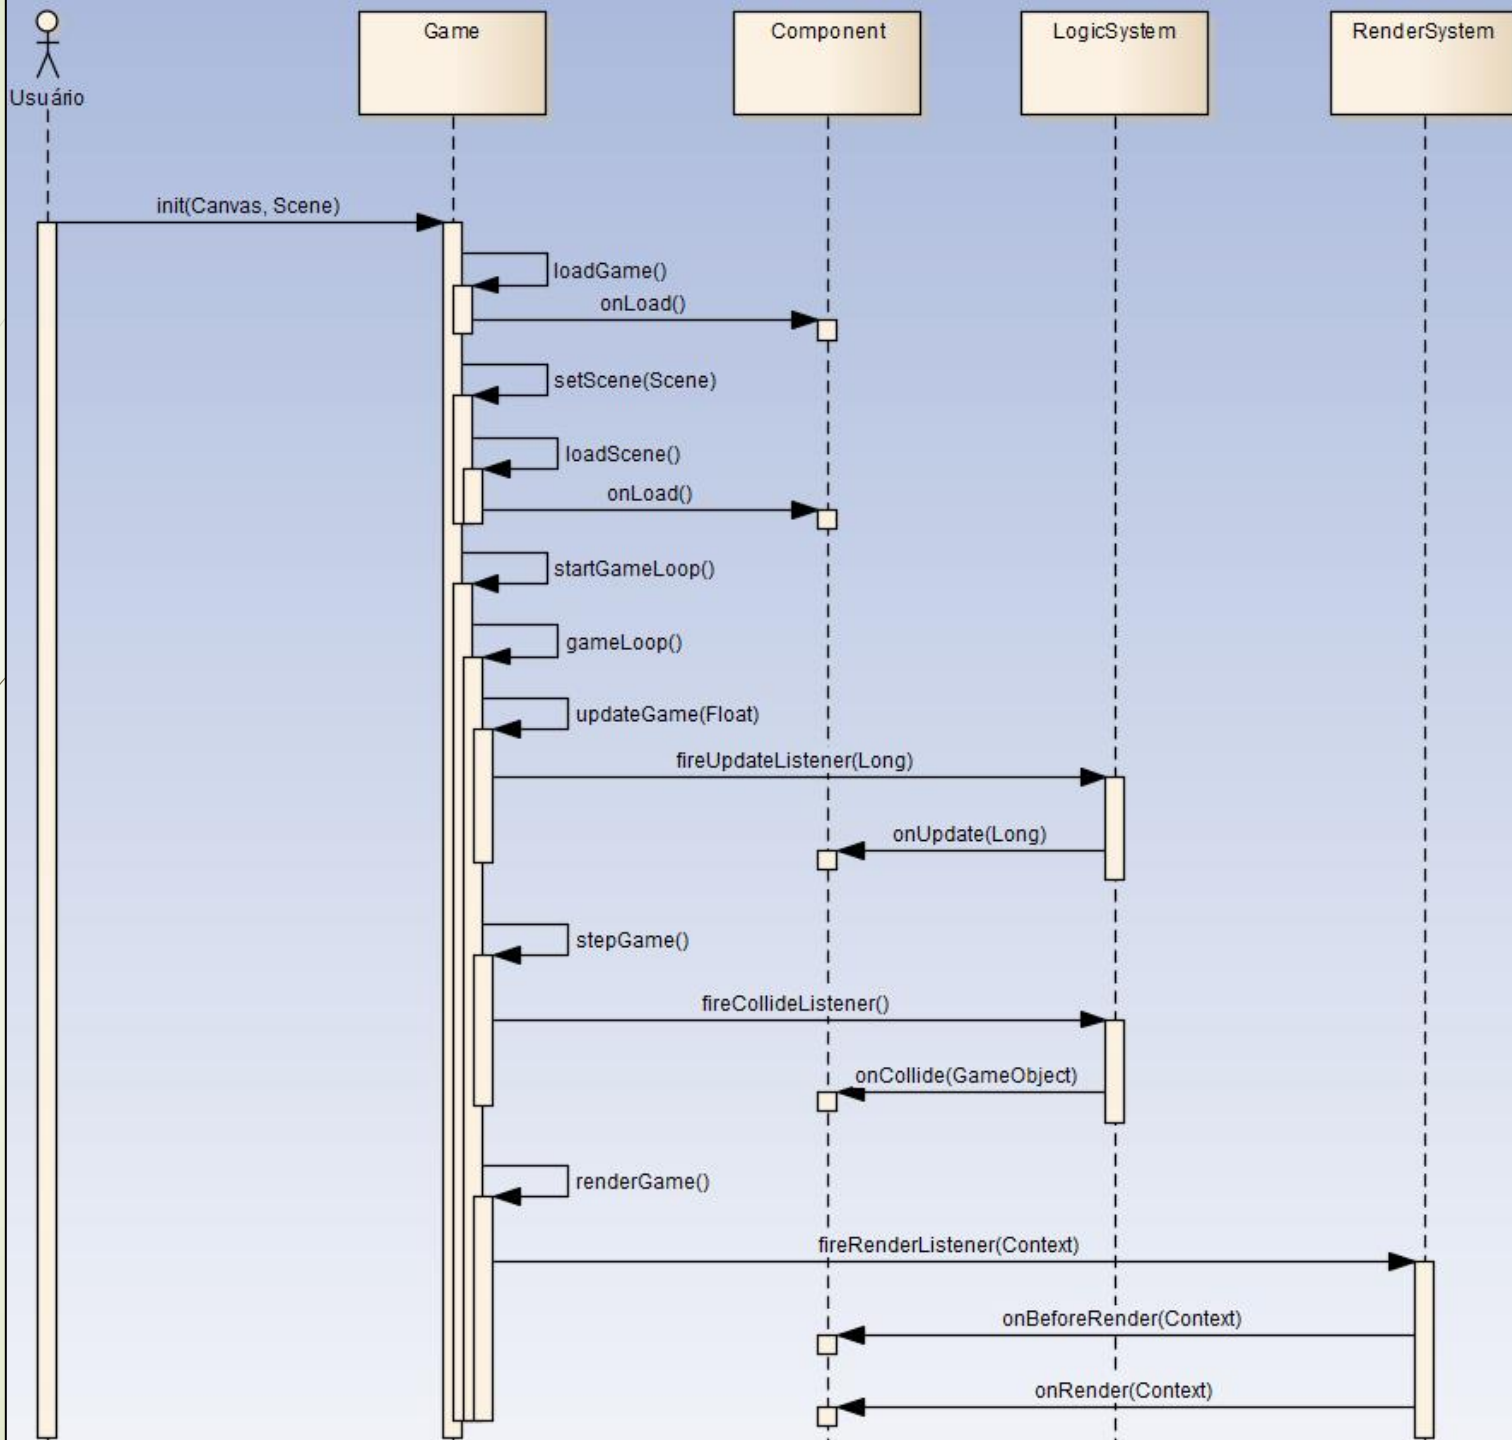 Usuário
Game
Component
LogicSystem
RenderSystem
init(Canvas, Scene)
loadGame()
onLoad()
setScene(Scene)
loadScene()
onLoad()
startGameLoop()
gameLoop()
updateGame(Float)
fireUpdateListener(Long)
onUpdate(Long)
stepGame()
fireCollideListener()
onCollide(GameObject)
renderGame()
fireRenderListener(Context)
onBeforeRender(Context)
onRender(Context)